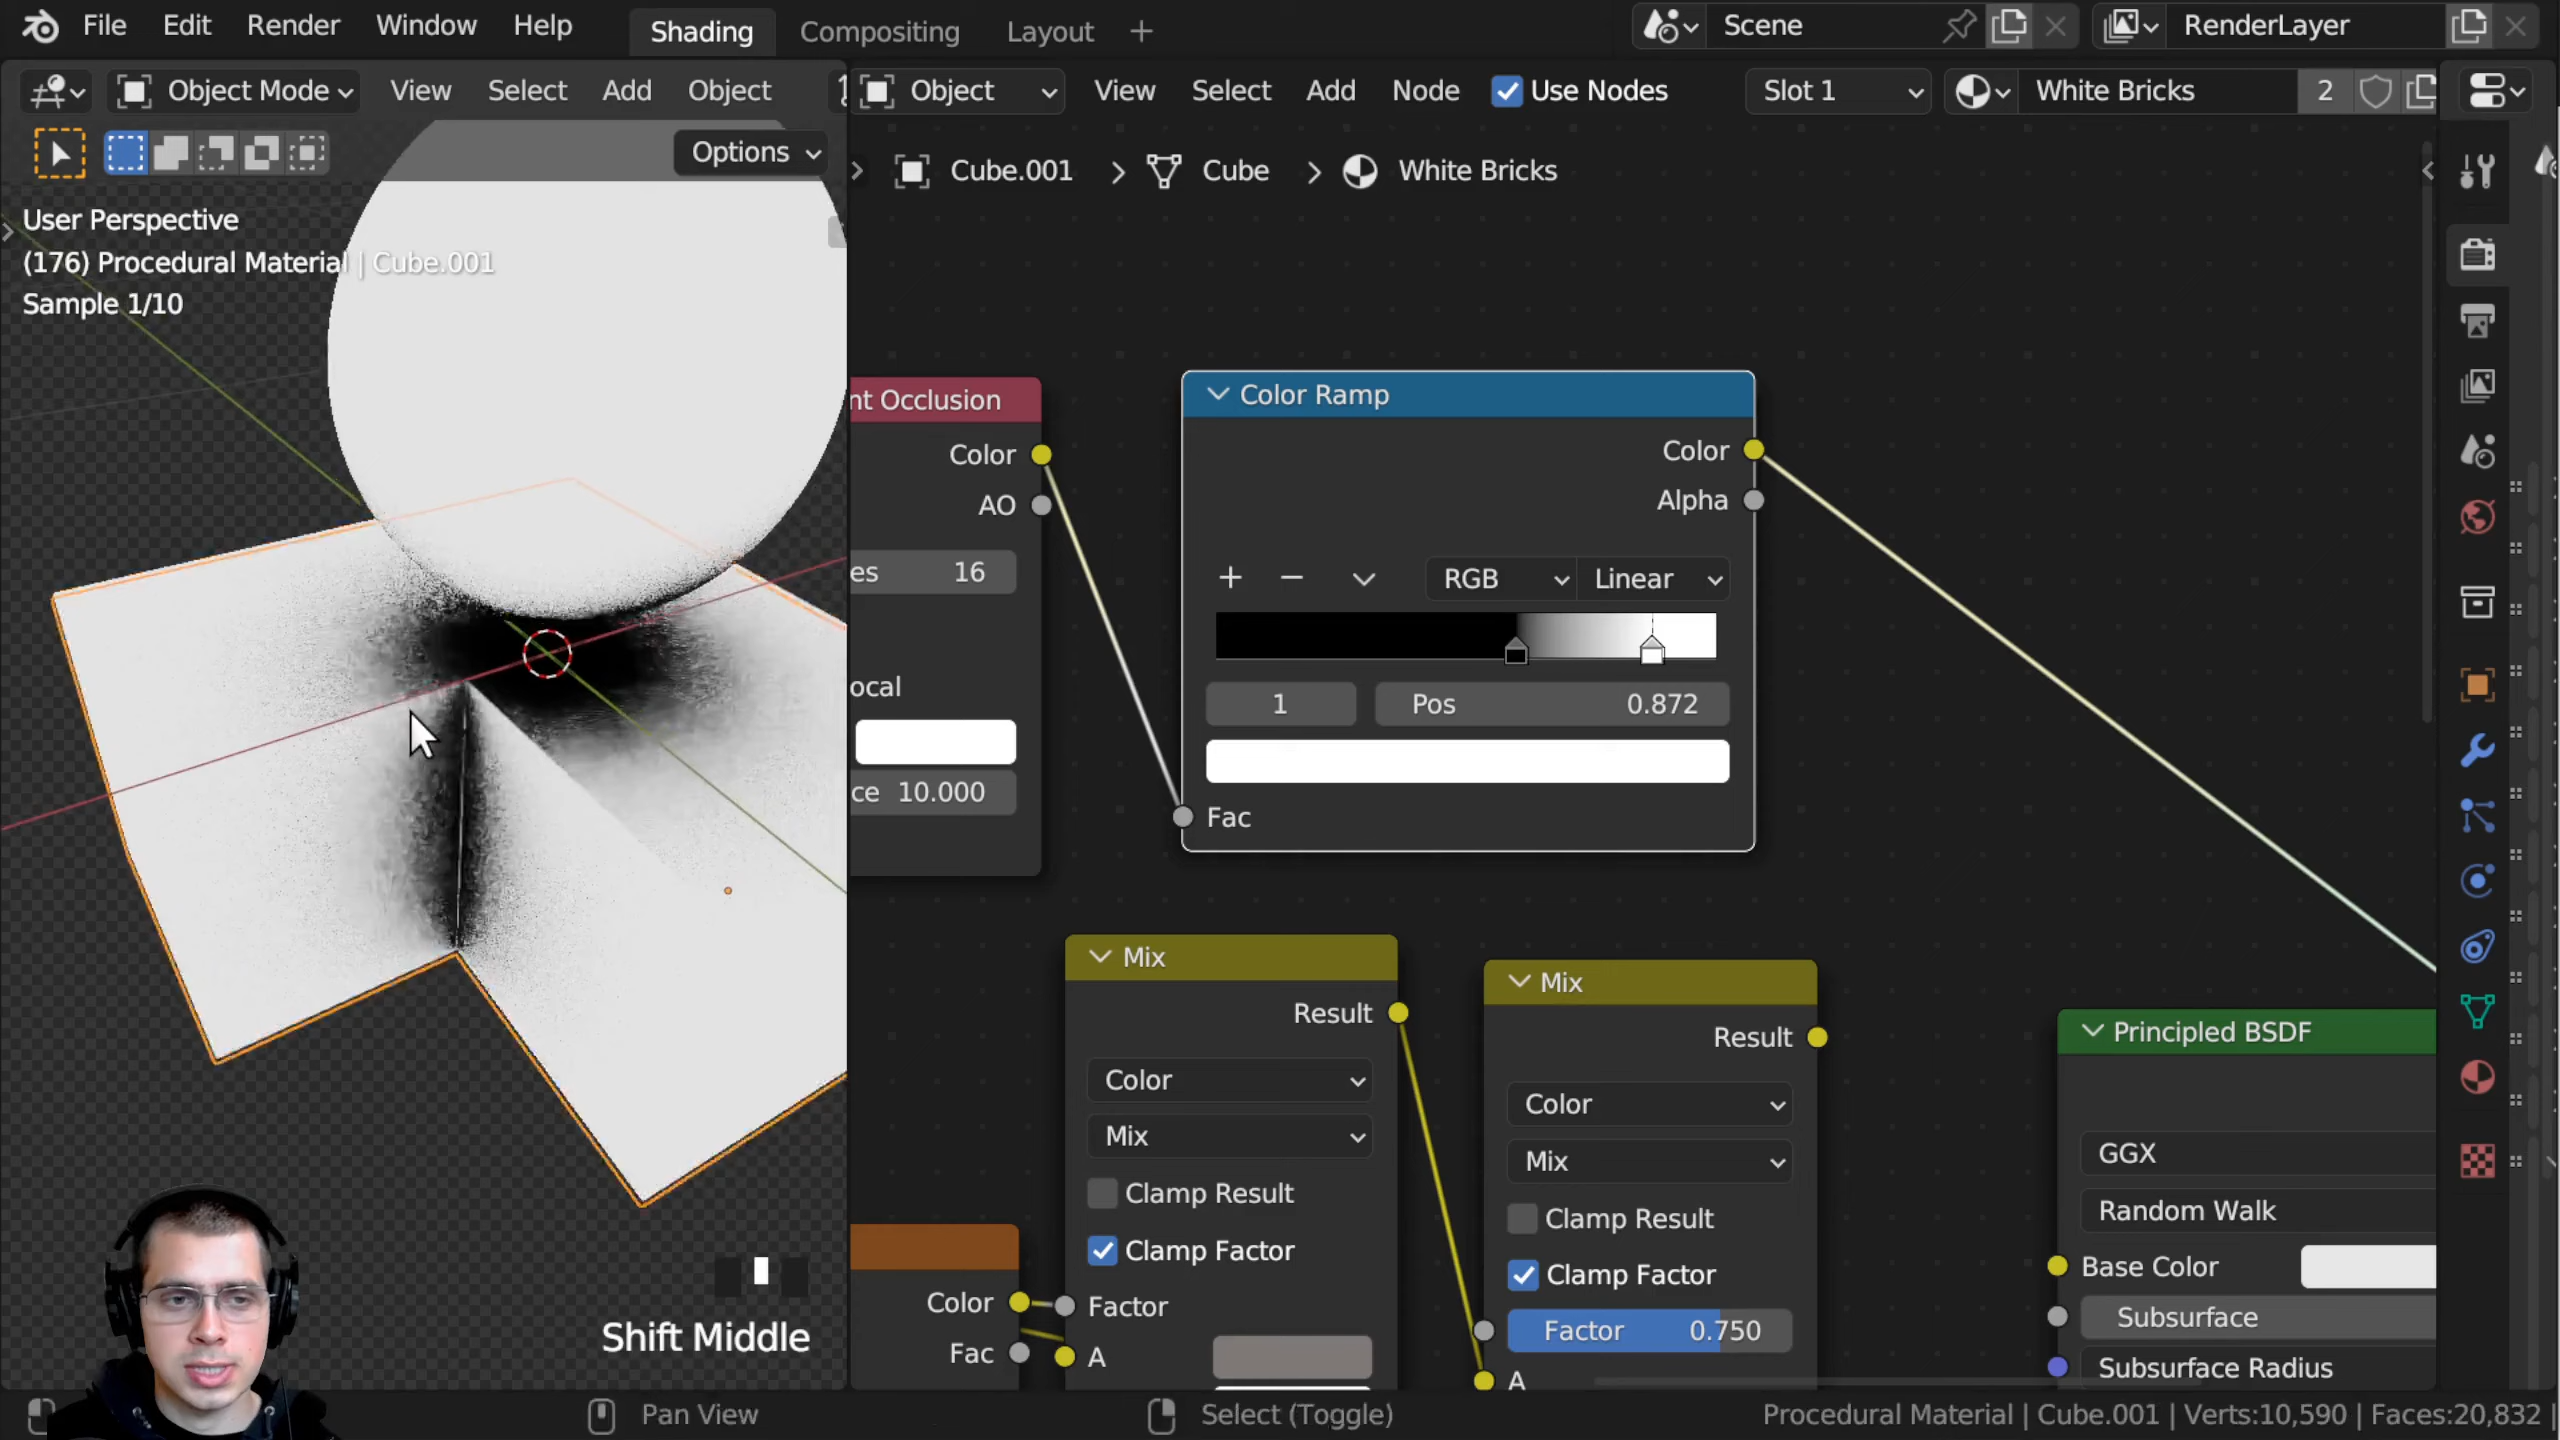 File Edit Render Window Help Shading Compositing Layout + Scene RenderLayer
Object Mode View Select Add Object Object View Select Add Node Use Nodes Slot 1 White Bricks 2
Options
Cube.001 > Cube > White Bricks
User Perspective
(176) Procedural Material | Cube.001
Sample 1/10
nt Occlusion
Color
AO
es 16
ocal
ce 10.000
Color Ramp
Color
Alpha
RGB Linear
1 Pos 0.872
Fac
Mix
Result
Color
Mix
Clamp Result
Clamp Factor
Factor
A
Color
Fac
Mix
Result
Color
Mix
Clamp Result
Clamp Factor
Factor 0.750
A
Principled BSDF
GGX
Random Walk
Base Color
Subsurface
Subsurface Radius
Shift Middle
Pan View Select (Toggle) Procedural Material | Cube.001 | Verts:10,590 | Faces:20,832 |